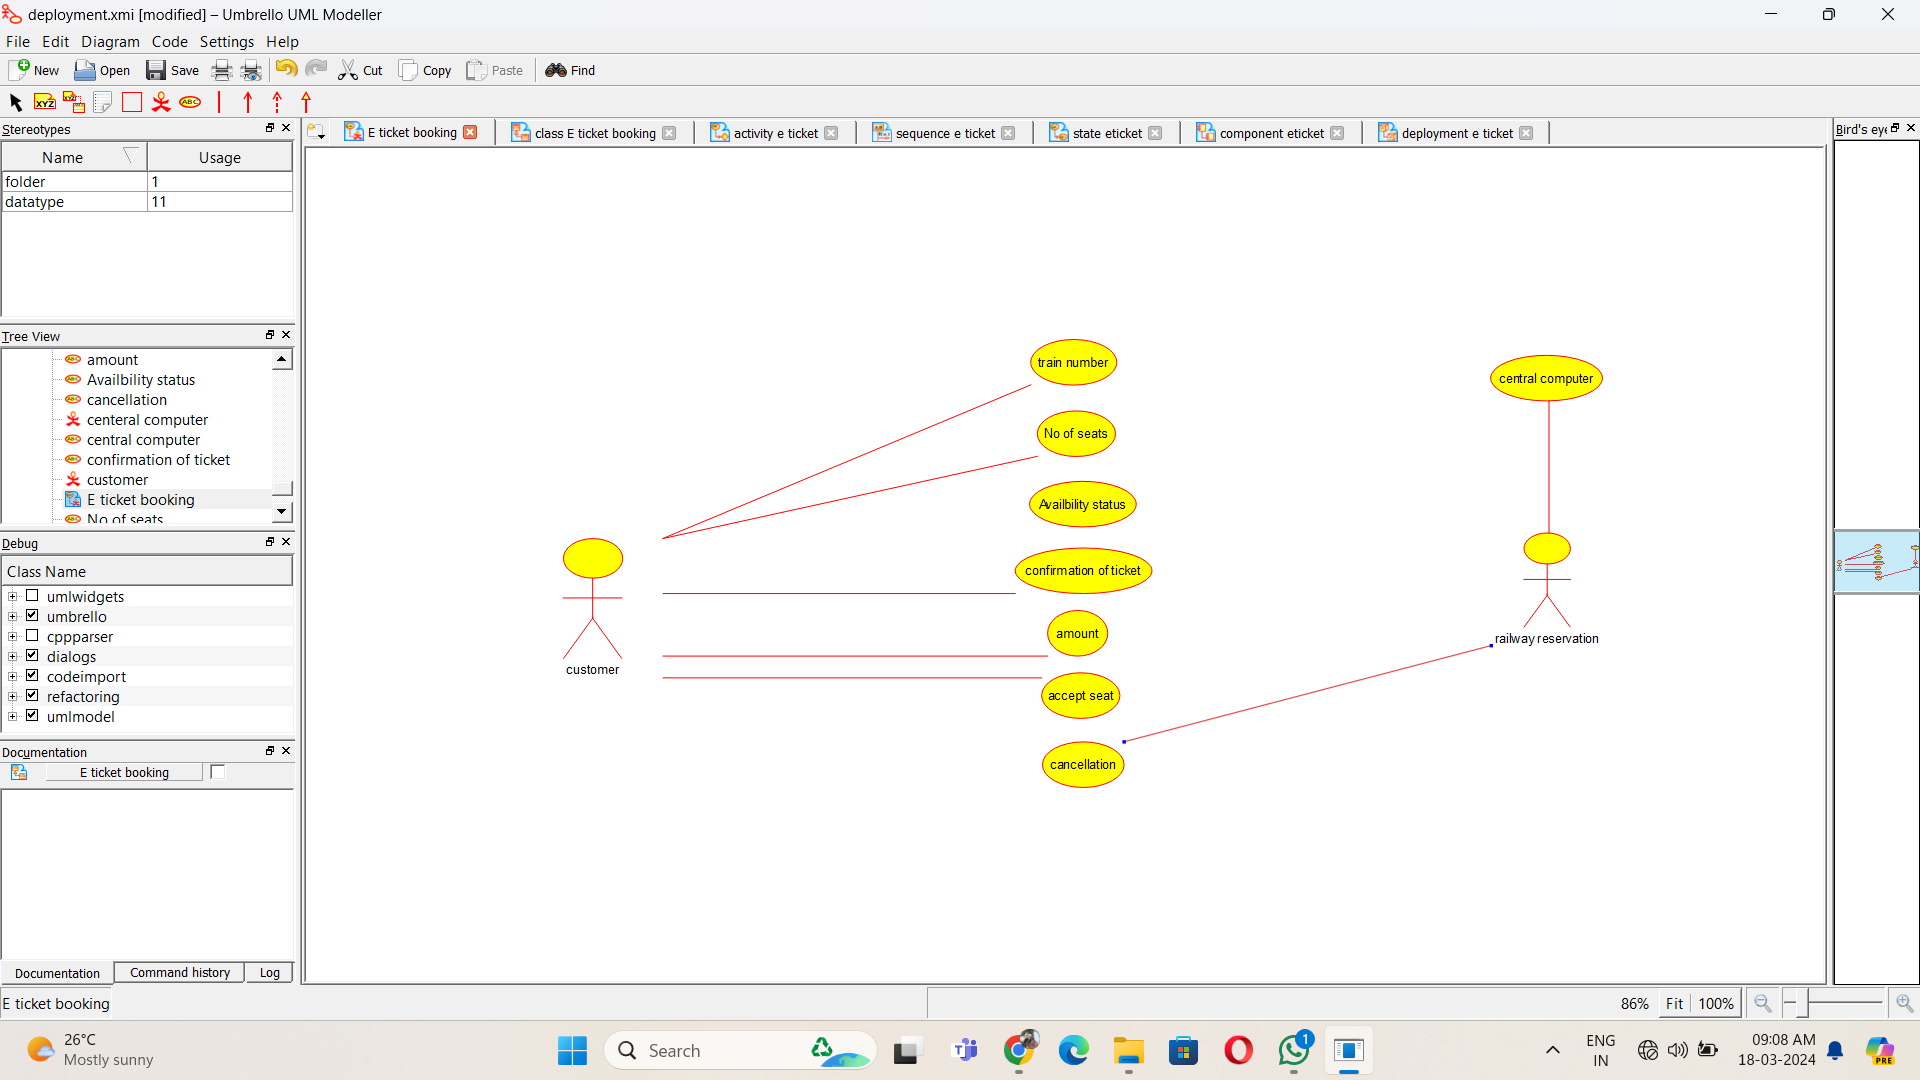 deployment.xmi [modified] – Umbrello UML Modeller
File Edit Diagram Code Settings Help
New Open Save Cut Copy Paste Find
XYZ XYZ ABC
Stereotypes
Name Usage
folder 1
datatype 11
Tree View
amount
Availbility status
cancellation
centeral computer
central computer
confirmation of ticket
customer
E ticket booking
No of seats
Debug
Class Name
umlwidgets
umbrello
cppparser
dialogs
codeimport
refactoring
umlmodel
Documentation
E ticket booking
Documentation Command history Log
E ticket booking class E ticket booking activity e ticket sequence e ticket state eticket component eticket deployment e ticket
train number
No of seats
Availbility status
confirmation of ticket
amount
accept seat
cancellation
customer
central computer
railway reservation
Bird's eye
E ticket booking
86% Fit 100%
26°C
Mostly sunny
Search
1
ENG
IN
09:08 AM
18-03-2024
PRE